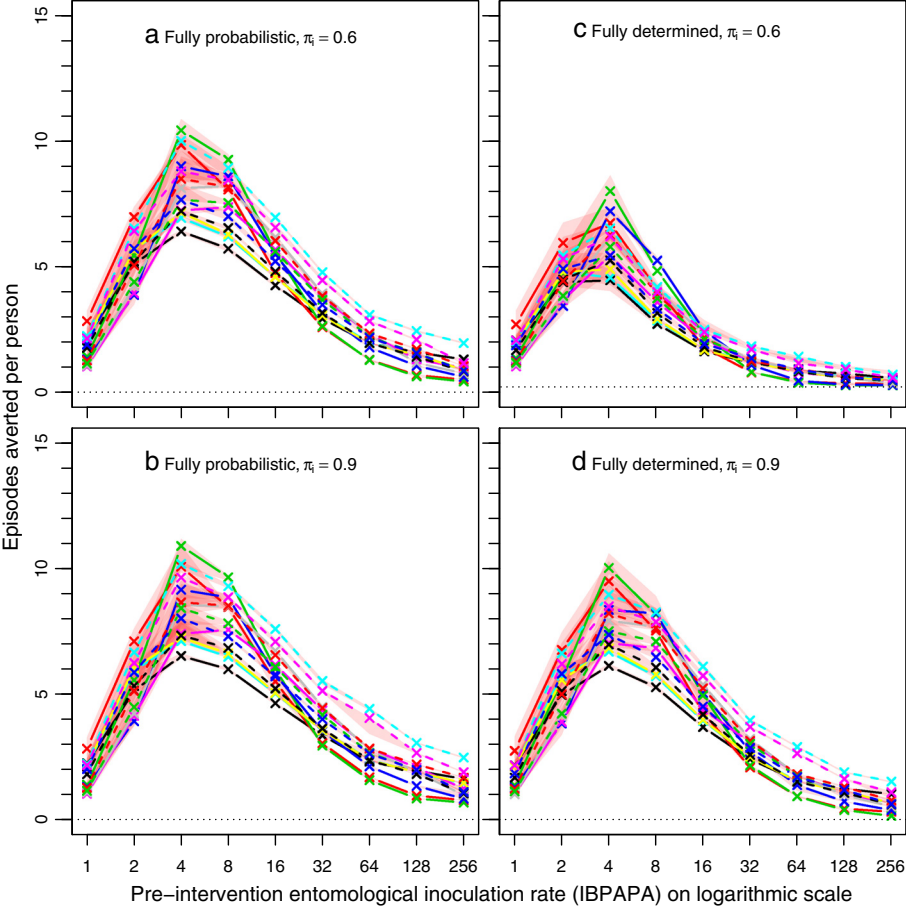 a Fully probabilistic, πi = 0.6
c Fully determined, πi = 0.6
15
10
5
0
b Fully probabilistic, πi = 0.9
d Fully determined, πi = 0.9
15
10
5
0
Episodes averted per person
1 2 4 8 16 32 64 128 256
1 2 4 8 16 32 64 128 256
Pre−intervention entomological inoculation rate (IBPAPA) on logarithmic scale